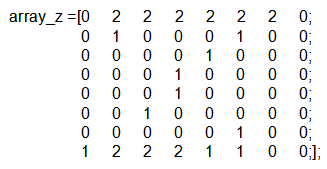 array_z =[0 2 2 2 2 2 2 0;
0 1 0 0 0 1 0 0;
0 0 0 0 1 0 0 0;
0 0 0 1 0 0 0 0;
0 0 0 1 0 0 0 0;
0 0 1 0 0 0 0 0;
0 0 0 0 0 1 0 0;
1 2 2 2 1 1 0 0;];